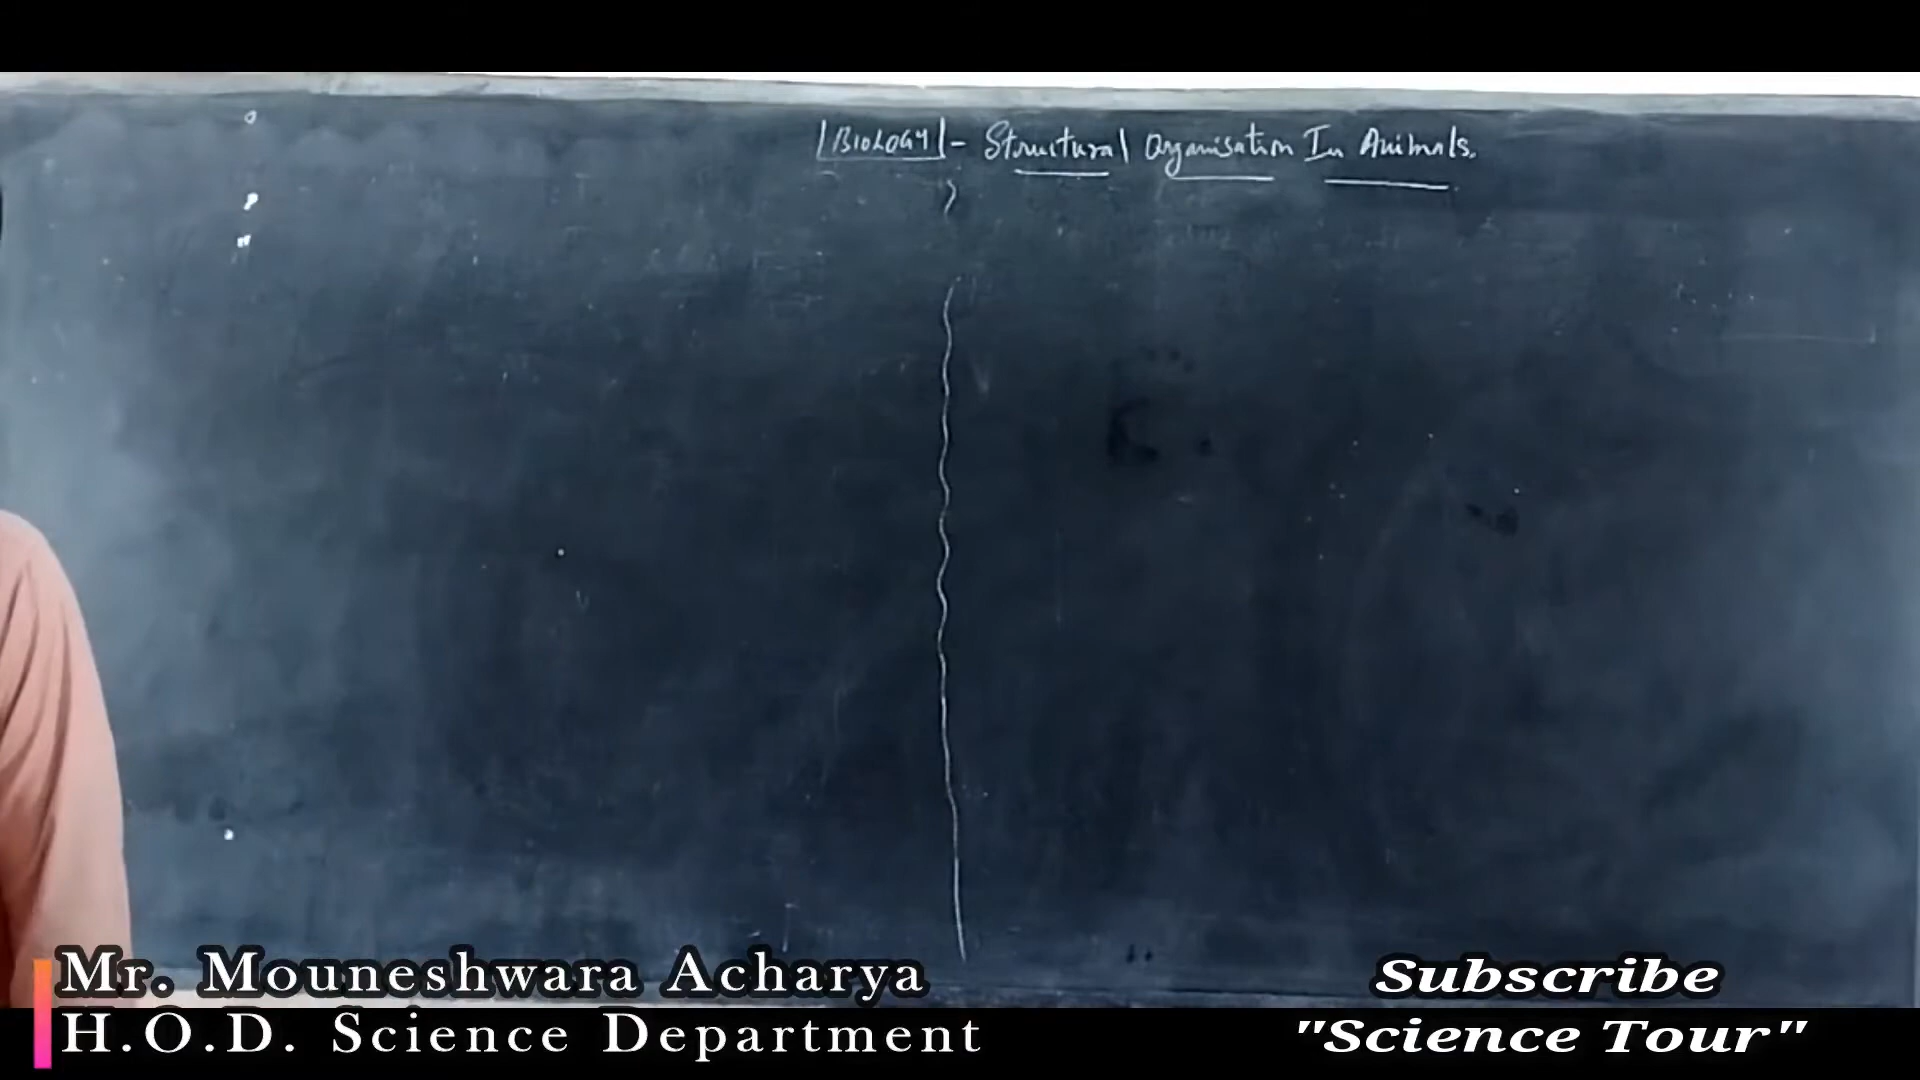 BIOLOGY - Structural Organisation In Animals.
Mr. Mouneshwara Acharya
H.O.D. Science Department
Subscribe
"Science Tour"